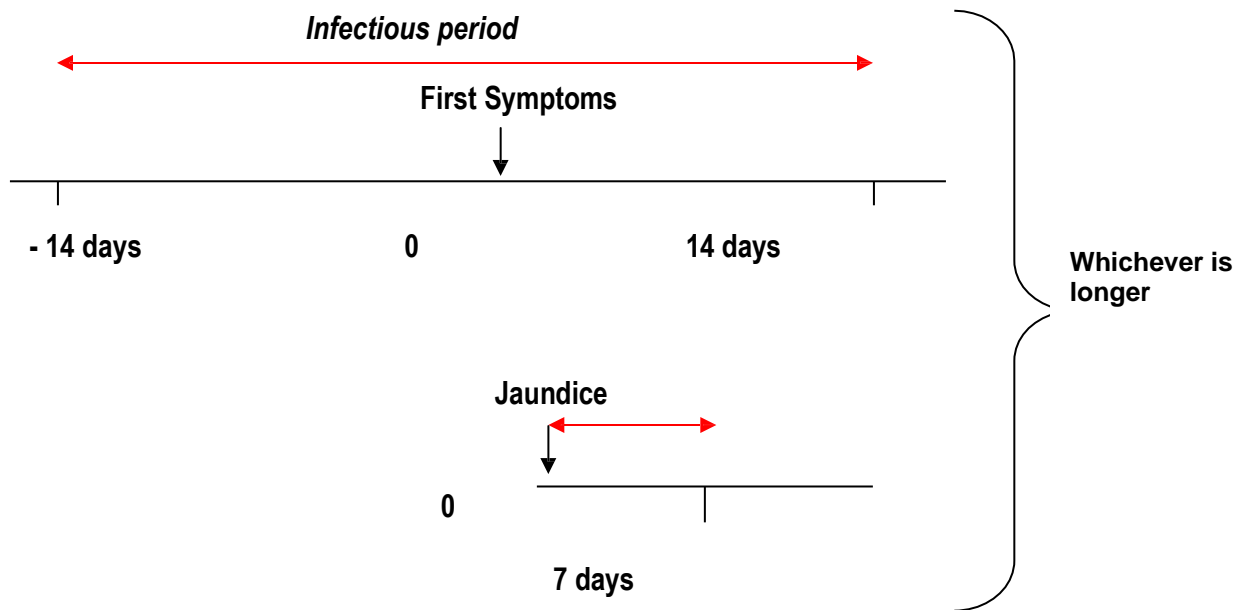 Infectious period
First Symptoms
- 14 days
0
14 days
Whichever is
longer
Jaundice
0
7 days